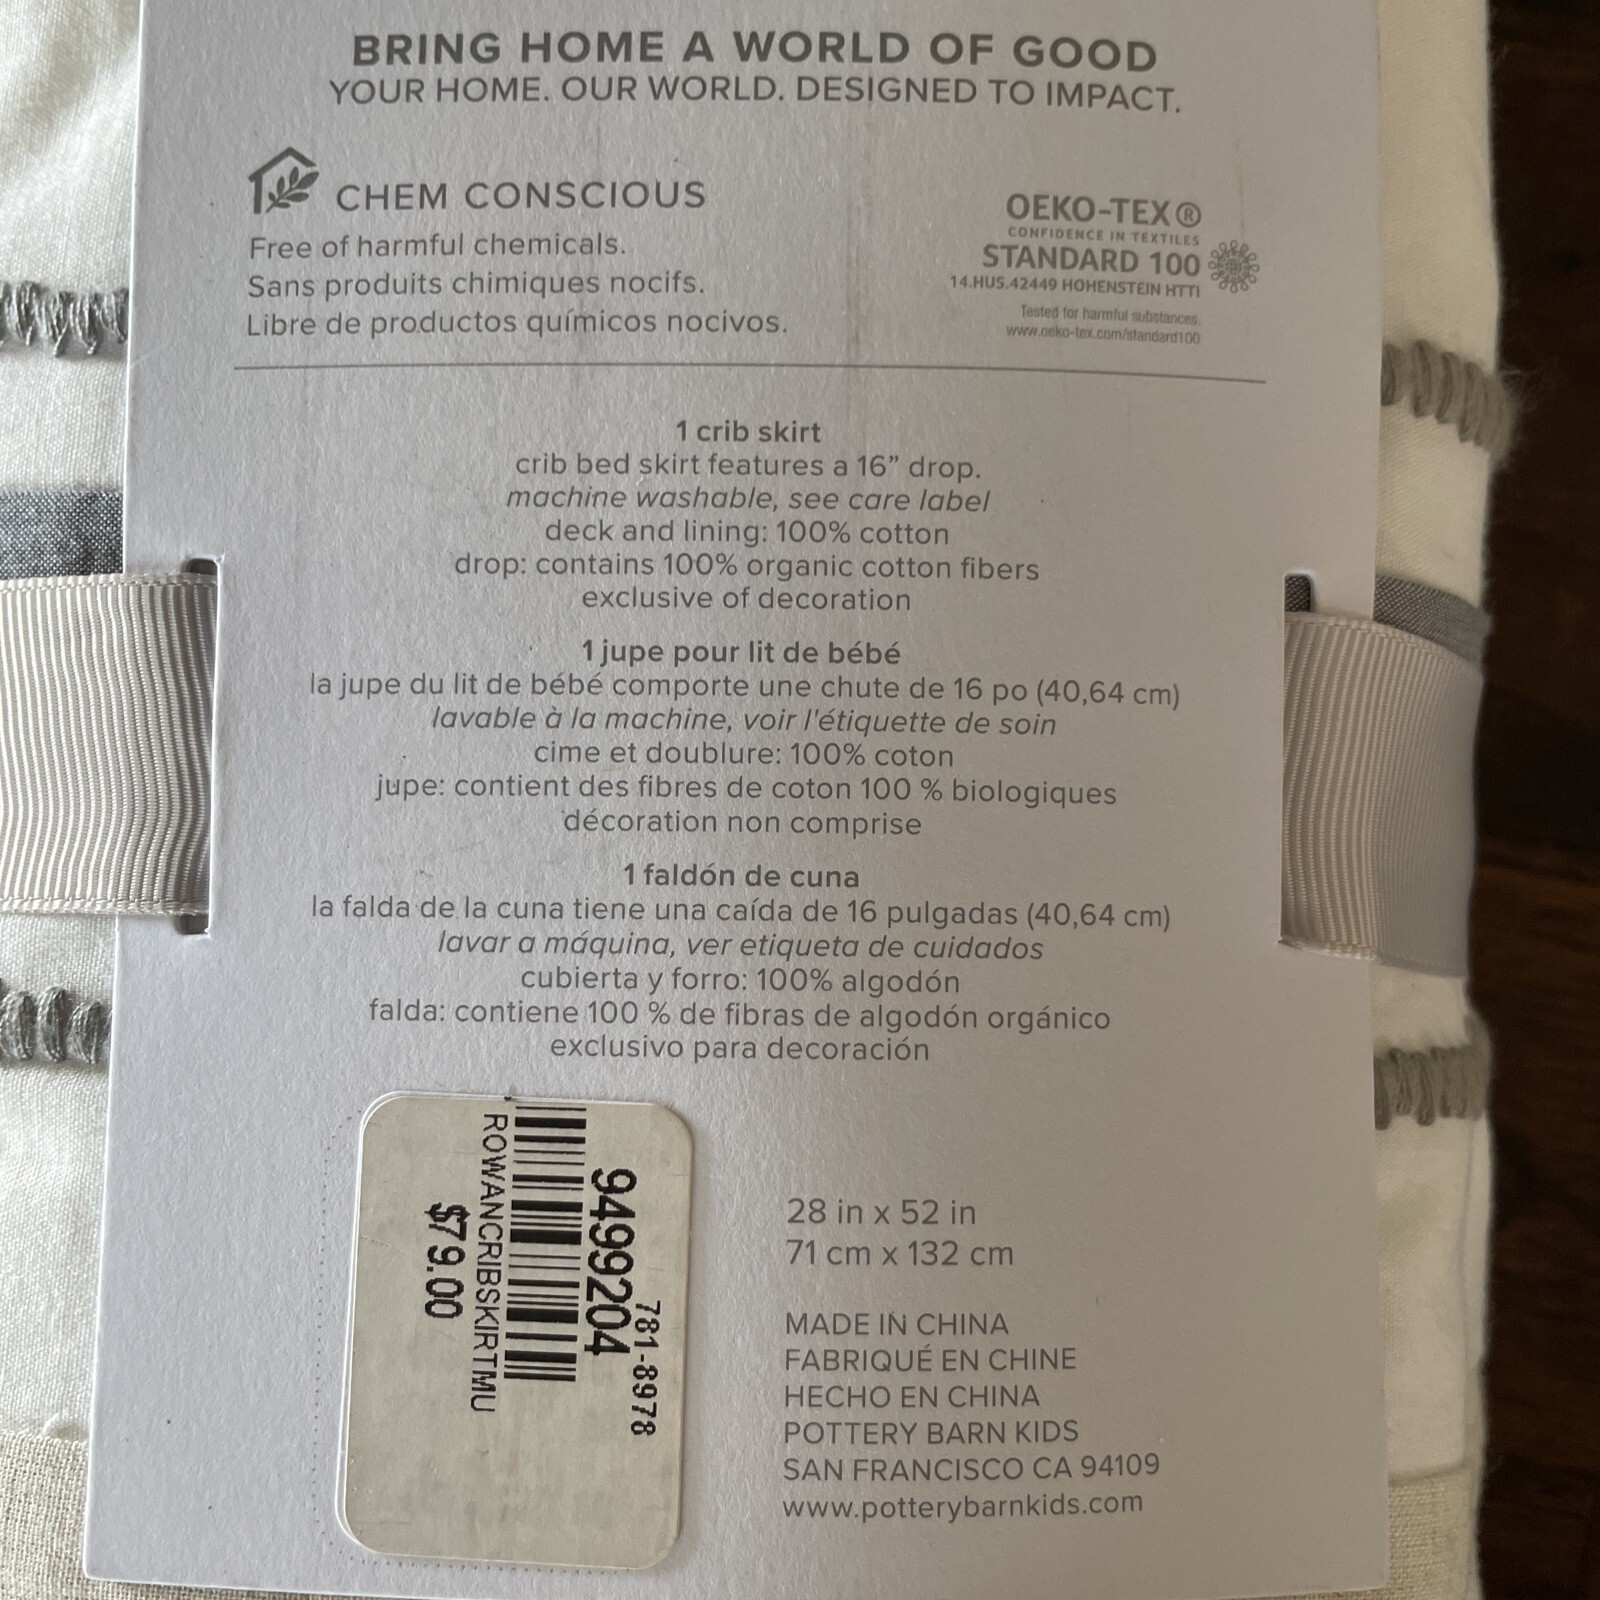 BRING HOME A WORLD OF GOOD
YOUR HOME. OUR WORLD. DESIGNED TO IMPACT.
CHEM CONSCIOUS
Free of harmful chemicals.
Sans produits chimiques nocifs.
Libre de productos químicos nocivos.
OEKO-TEX®
CONFIDENCE IN TEXTILES
STANDARD 100
14.HUS.42449 HOHENSTEIN HTTI
Tested for harmful substances.
www.oeko-tex.com/standard100
1 crib skirt
crib bed skirt features a 16” drop.
machine washable, see care label
deck and lining: 100% cotton
drop: contains 100% organic cotton fibers
exclusive of decoration
1 jupe pour lit de bébé
la jupe du lit de bébé comporte une chute de 16 po (40,64 cm)
lavable à la machine, voir l'étiquette de soin
cime et doublure: 100% coton
jupe: contient des fibres de coton 100 % biologiques
décoration non comprise
1 faldón de cuna
la falda de la cuna tiene una caída de 16 pulgadas (40,64 cm)
lavar a máquina, ver etiqueta de cuidados
cubierta y forro: 100% algodón
falda: contiene 100 % de fibras de algodón orgánico
exclusivo para decoración
781-8978
9499204
ROWANCRIBSKIRTMU
$79.00
28 in x 52 in
71 cm x 132 cm
MADE IN CHINA
FABRIQUÉ EN CHINE
HECHO EN CHINA
POTTERY BARN KIDS
SAN FRANCISCO CA 94109
www.potterybarnkids.com